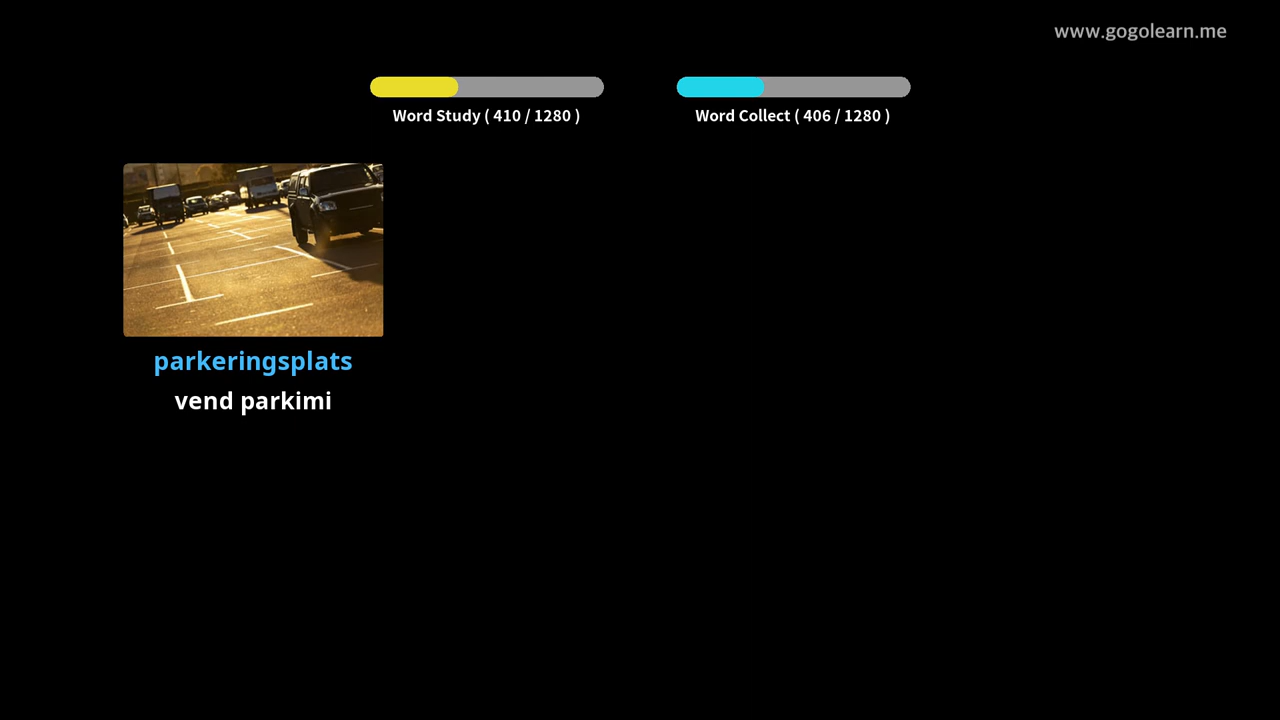 www.gogolearn.me
Word Study ( 410 / 1280 )
Word Collect ( 406 / 1280 )
parkeringsplats
vend parkimi